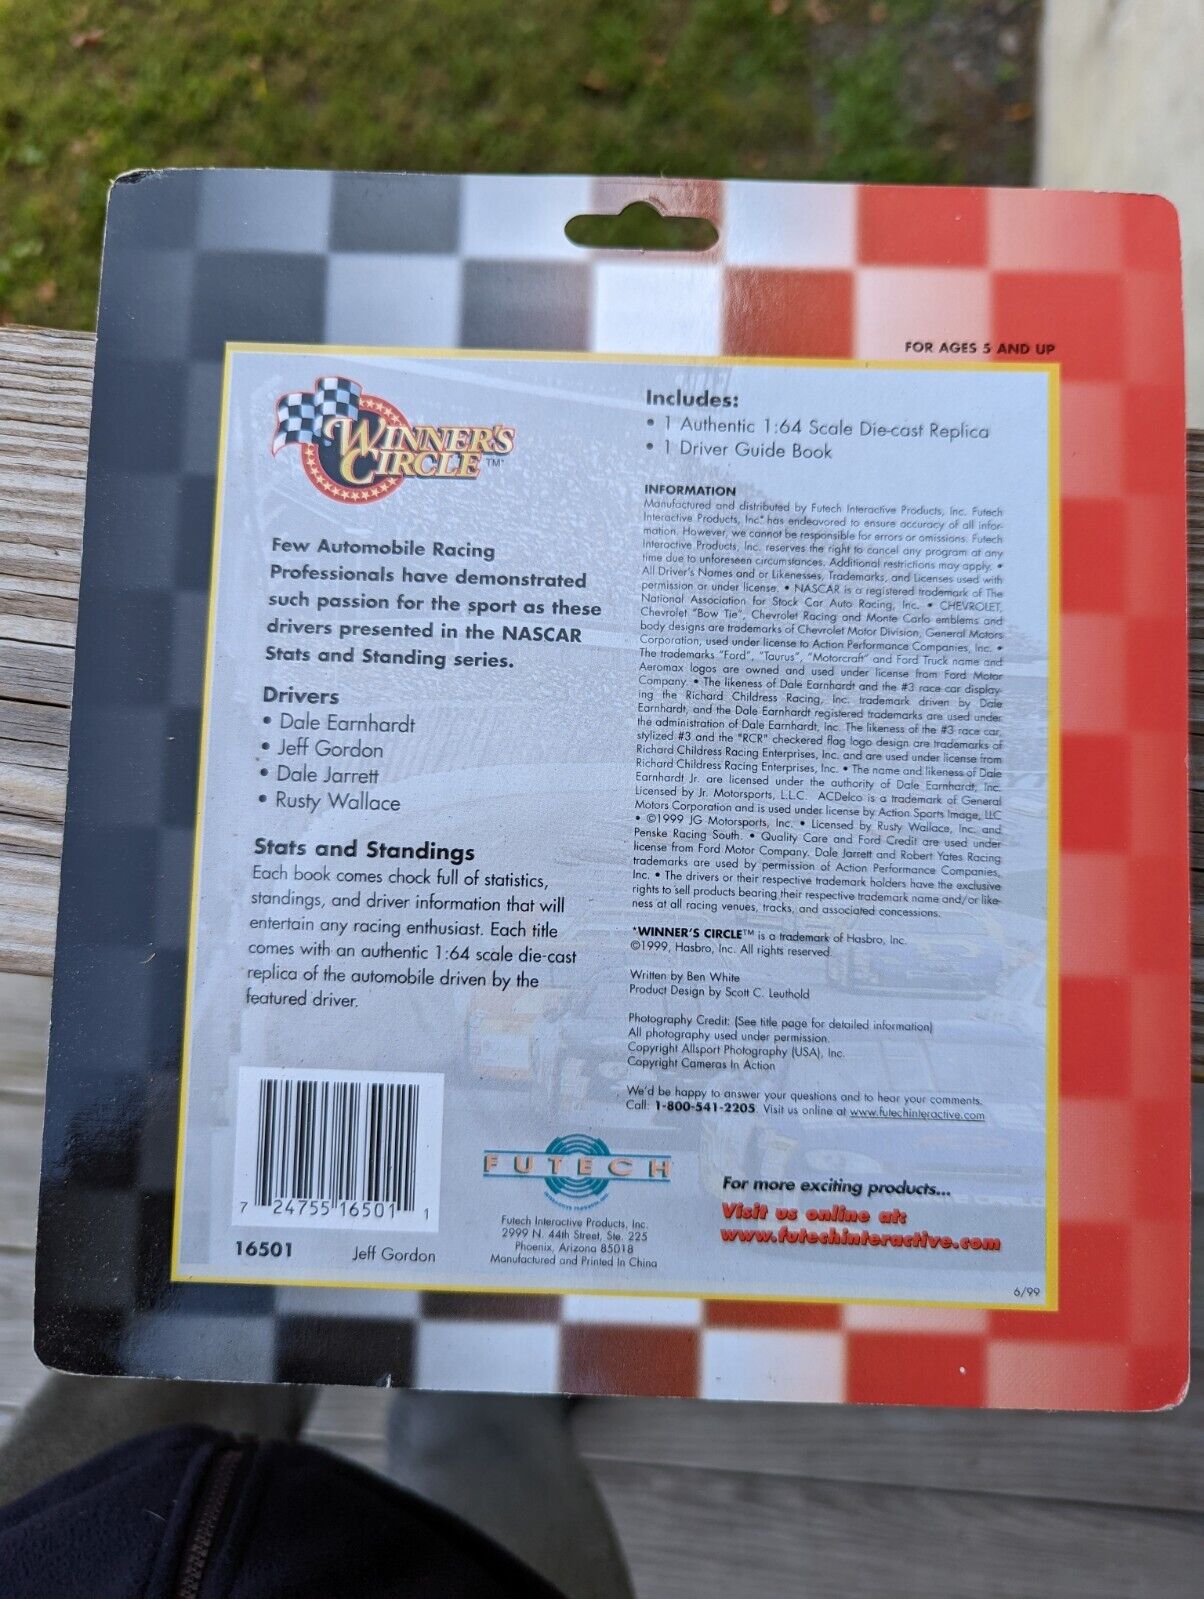 FOR AGES 5 AND UP
WINNER'S
CIRCLE™
Few Automobile Racing
Professionals have demonstrated
such passion for the sport as these
drivers presented in the NASCAR
Stats and Standing series.
Drivers
• Dale Earnhardt
• Jeff Gordon
• Dale Jarrett
• Rusty Wallace
Stats and Standings
Each book comes chock full of statistics,
standings, and driver information that will
entertain any racing enthusiast. Each title
comes with an authentic 1:64 scale die-cast
replica of the automobile driven by the
featured driver.
Includes:
• 1 Authentic 1:64 Scale Die-cast Replica
• 1 Driver Guide Book
INFORMATION
Manufactured and distributed by Futech Interactive Products, Inc. Futech
Interactive Products, Inc* has endeavored to ensure accuracy of all infor-
mation. However, we cannot be responsible for errors or omissions. Futech
Interactive Products, Inc. reserves the right to cancel any program at any
time due to unforeseen circumstances. Additional restrictions may apply. •
All Driver's Names and or Likenesses, Trademarks, and Licenses used with
permission or under license. • NASCAR is a registered trademark of The
National Association for Stock Car Auto Racing, Inc. • CHEVROLET,
Chevrolet "Bow Tie", Chevrolet Racing and Monte Carlo emblems and
body designs are trademarks of Chevrolet Motor Division, General Motors
Corporation, used under license to Action Performance Companies, Inc. •
The trademarks "Ford", "Taurus", "Motorcraft" and Ford Truck name and
Aeromax logos are owned and used under license from Ford Motor
Company. • The likeness of Dale Earnhardt and the #3 race car display-
ing the Richard Childress Racing, Inc. trademark driven by Dale
Earnhardt, and the Dale Earnhardt registered trademarks are used under
the administration of Dale Earnhardt, Inc. The likeness of the #3 race car,
stylized #3 and the "RCR" checkered flag logo design are trademarks of
Richard Childress Racing Enterprises, Inc. and are used under license from
Richard Childress Racing Enterprises, Inc. • The name and likeness of Dale
Earnhardt Jr. are licensed under the authority of Dale Earnhardt, Inc.
Licensed by Jr. Motorsports, L.L.C. ACDelco is a trademark of General
Motors Corporation and is used under license by Action Sports Image, LLC
• ©1999 JG Motorsports, Inc. • Licensed by Rusty Wallace, Inc. and
Penske Racing South. • Quality Care and Ford Credit are used under
license from Ford Motor Company. Dale Jarrett and Robert Yates Racing
trademarks are used by permission of Action Performance Companies,
Inc. • The drivers or their respective trademark holders have the exclusive
rights to sell products bearing their respective trademark name and/or like-
ness at all racing venues, tracks, and associated concessions.
*WINNER'S CIRCLE™ is a trademark of Hasbro, Inc.
©1999, Hasbro, Inc. All rights reserved.
Written by Ben White
Product Design by Scott C. Leuthold
Photography Credit: (See title page for detailed information)
All photography used under permission.
Copyright Allsport Photography (USA), Inc.
Copyright Cameras In Action
We'd be happy to answer your questions and to hear your comments.
Call: 1-800-541-2205. Visit us online at www.futechinteractive.com
7 24755 16501 1
16501 Jeff Gordon
FUTECH
Futech Interactive Products, Inc.
2999 N. 44th Street, Ste. 225
Phoenix, Arizona 85018
Manufactured and Printed In China
For more exciting products...
Visit us online at:
www.futechinteractive.com
6/99